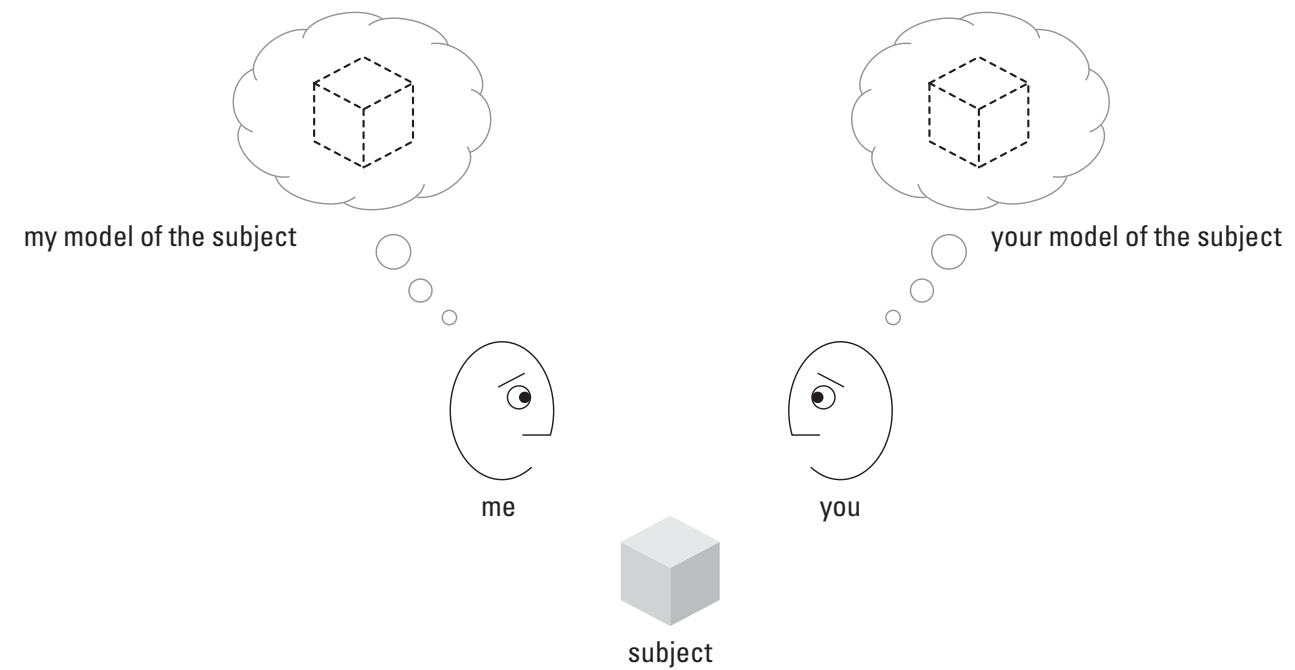 my model of the subject
your model of the subject
me
you
subject